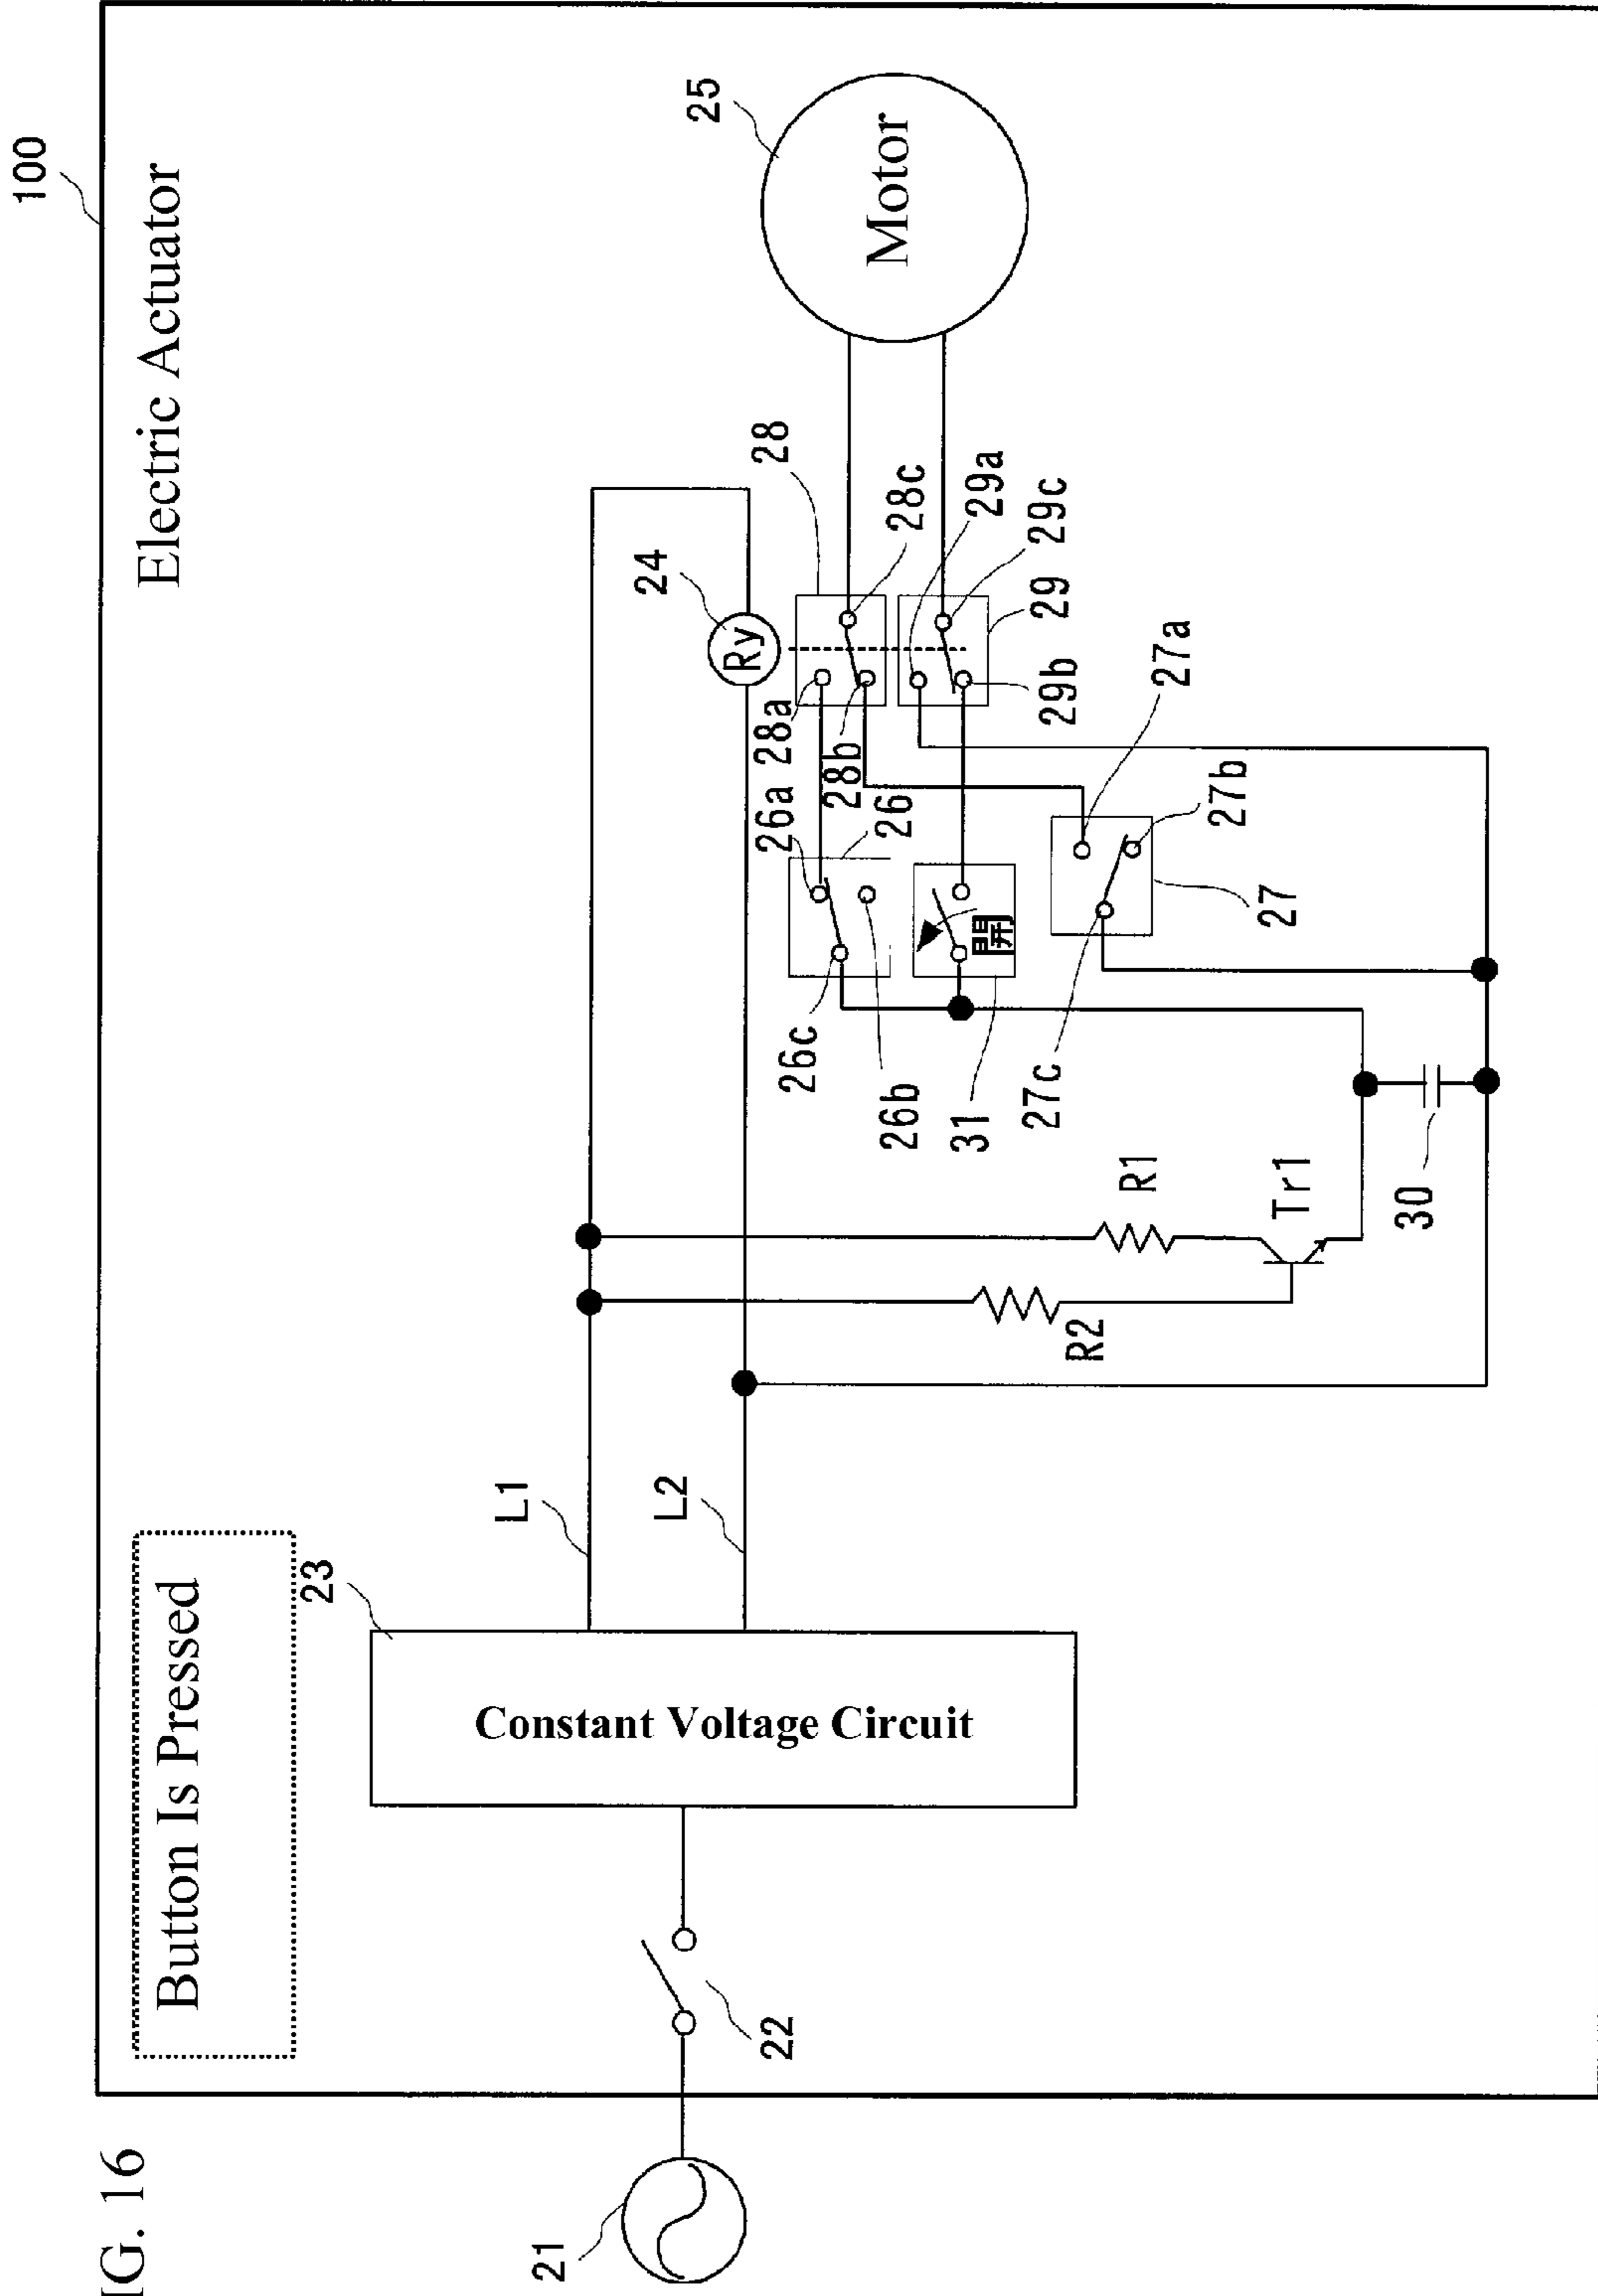 IG. 16
100
Electric Actuator
Button Is Pressed
23
Constant Voltage Circuit
21
22
L1
L2
24
Ry
25
Motor
28
28a
28b
28c
29a
29c
29
29b
26a
26
26c
26b
開
31
27a
27b
27
27c
R1
R2
Tr1
30